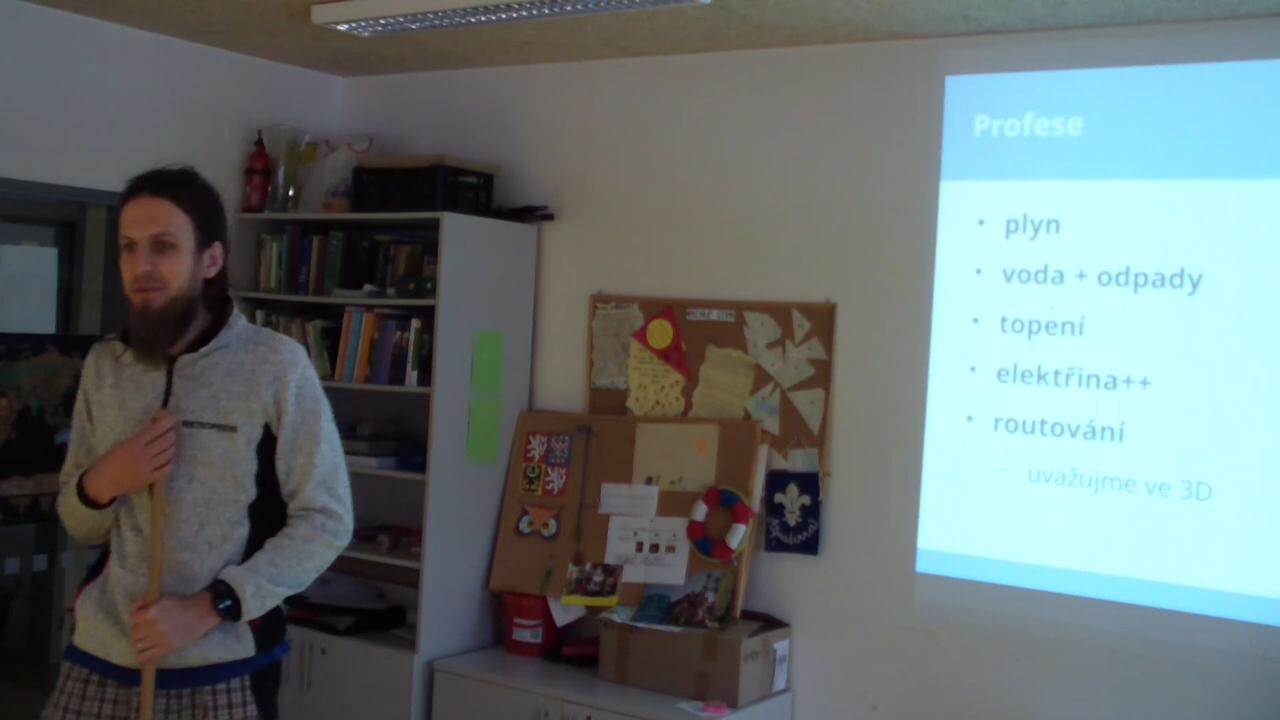 Profese
• plyn
• voda + odpady
• topení
• elektřina++
• routování
– uvažujme ve 3D